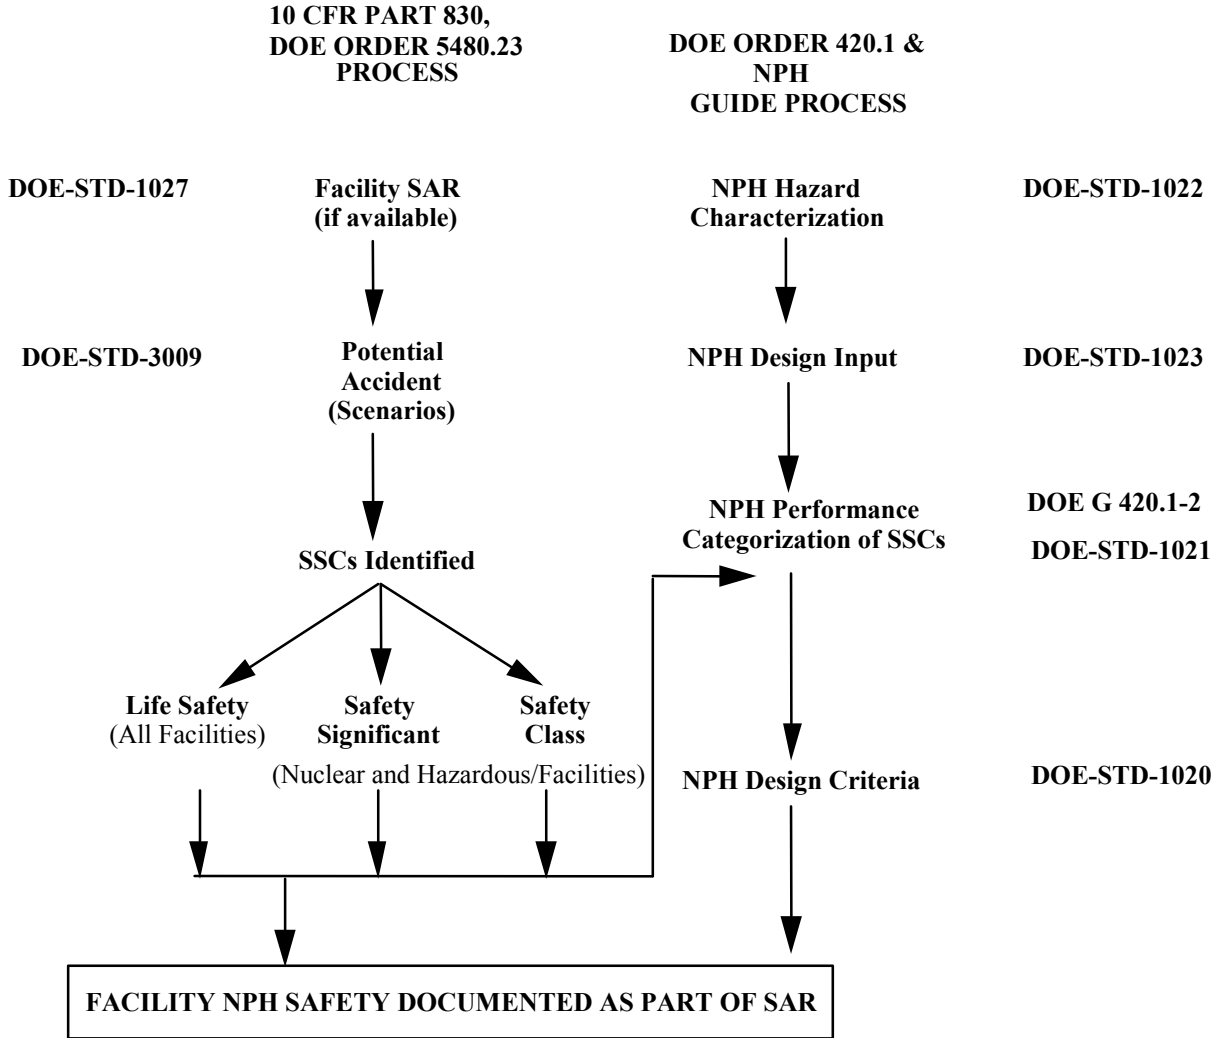 10 CFR PART 830,
DOE ORDER 5480.23
PROCESS
DOE ORDER 420.1 &
NPH
GUIDE PROCESS
DOE-STD-1027
Facility SAR
(if available)
NPH Hazard
Characterization
DOE-STD-1022
DOE-STD-3009
Potential
Accident
(Scenarios)
NPH Design Input
DOE-STD-1023
SSCs Identified
NPH Performance
Categorization of SSCs
DOE G 420.1-2
DOE-STD-1021
Life Safety
(All Facilities)
Safety
Significant
Safety
Class
(Nuclear and Hazardous/Facilities)
NPH Design Criteria
DOE-STD-1020
FACILITY NPH SAFETY DOCUMENTED AS PART OF SAR